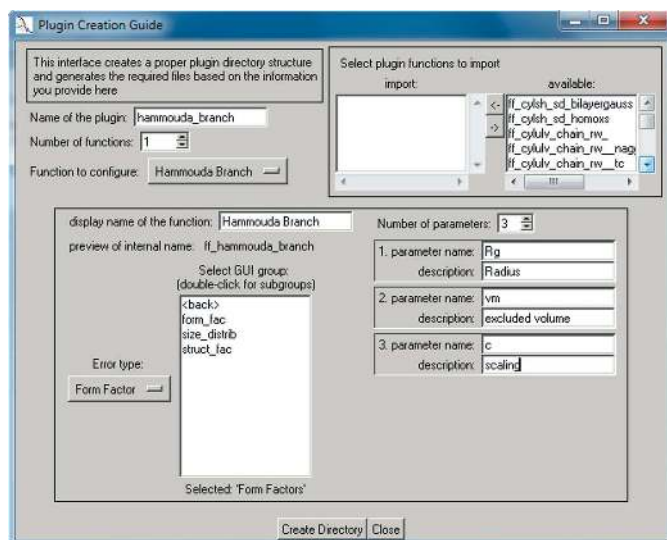 Plugin Creation Guide
This interface creates a proper plugin directory structure
and generates the required files based on the information
you provide here
Name of the plugin: hammouda_branch
Number of functions: 1
Function to configure: Hammouda Branch
Select plugin functions to import
import:
available:
<-
->
ff_cylsh_sd_bilayergauss
ff_cylsh_sd_homoxs
ff_cylulv_chain_rw_
ff_cylulv_chain_rw__nagg
ff_cylulv_chain_rw__tc
display name of the function: Hammouda Branch
preview of internal name: ff_hammouda_branch
Select GUI group:
(double-click for subgroups)
<back>
form_fac
size_distrib
struct_fac
Error type:
Form Factor
Selected: 'Form Factors'
Number of parameters: 3
1. parameter name: Rg
description: Radius
2. parameter name: vm
description: excluded volume
3. parameter name: c
description: scaling
Create Directory Close